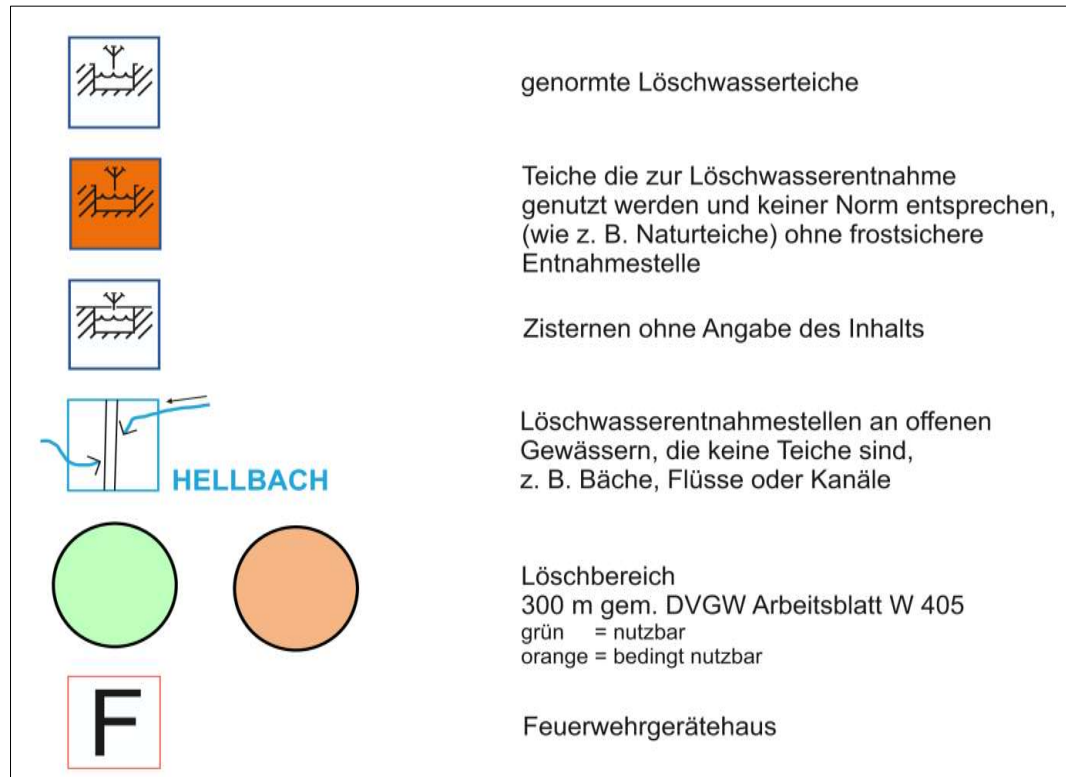 genormte Löschwasserteiche
Teiche die zur Löschwasserentnahme
genutzt werden und keiner Norm entsprechen,
(wie z. B. Naturteiche) ohne frostsichere
Entnahmestelle
Zisternen ohne Angabe des Inhalts
HELLBACH
Löschwasserentnahmestellen an offenen
Gewässern, die keine Teiche sind,
z. B. Bäche, Flüsse oder Kanäle
Löschbereich
300 m gem. DVGW Arbeitsblatt W 405
grün = nutzbar
orange = bedingt nutzbar
F
Feuerwehrgerätehaus